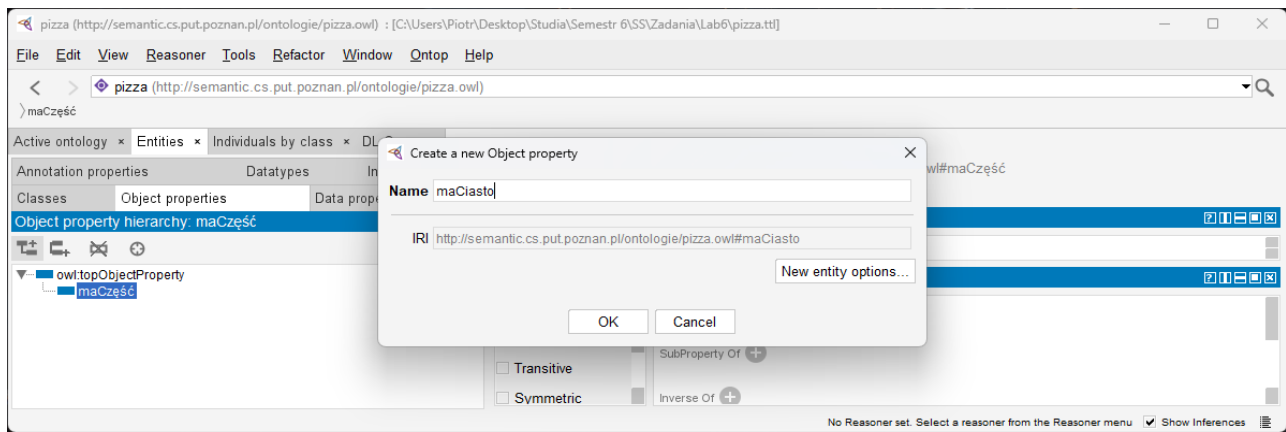 pizza (http://semantic.cs.put.poznan.pl/ontologie/pizza.owl) : [C:\Users\Piotr\Desktop\Studia\Semestr 6\SS\Zadania\Lab6\pizza.ttl]
File Edit View Reasoner Tools Refactor Window Ontop Help
pizza (http://semantic.cs.put.poznan.pl/ontologie/pizza.owl)
maCzęść
Active ontology × Entities × Individuals by class × DL
Create a new Object property
Annotation properties Datatypes In
wl#maCzęść
Name maCiasto
Classes Object properties Data prope
Object property hierarchy: maCzęść
IRI http://semantic.cs.put.poznan.pl/ontologie/pizza.owl#maCiasto
New entity options...
owl:topObjectProperty
maCzęść
OK Cancel
SubProperty Of
Transitive
Symmetric Inverse Of
No Reasoner set. Select a reasoner from the Reasoner menu Show Inferences